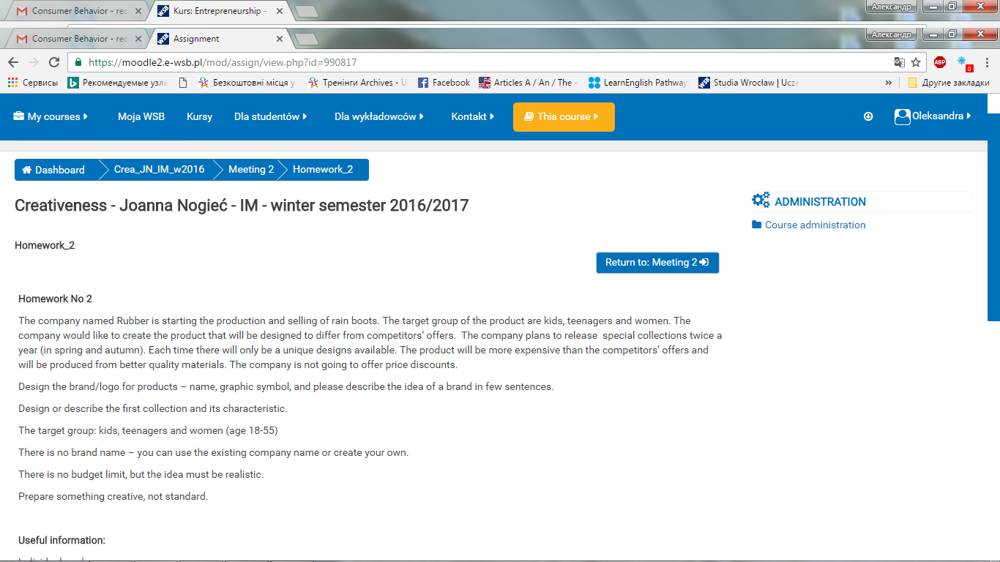 Consumer Behavior - rec
Kurs: Entrepreneurship -
Александр
Consumer Behavior - rec
Assignment
Александр
https://moodle2.e-wsb.pl/mod/assign/view.php?id=990817
ABP
0
Сервисы
Рекомендуемые узлы
Безкоштовні місця у
Тренінги Archives - U
Facebook
Articles A / An / The -
LearnEnglish Pathway
Studia Wrocław | Ucze
»
Другие закладки
My courses
Moja WSB
Kursy
Dla studentów
Dla wykładowców
Kontakt
This course
Oleksandra
Dashboard
Crea_JN_IM_w2016
Meeting 2
Homework_2
Creativeness - Joanna Nogieć - IM - winter semester 2016/2017
ADMINISTRATION
Course administration
Homework_2
Return to: Meeting 2
Homework No 2
The company named Rubber is starting the production and selling of rain boots. The target group of the product are kids, teenagers and women. The
company would like to create the product that will be designed to differ from competitors’ offers.  The company plans to release  special collections twice a
year (in spring and autumn). Each time there will only be a unique designs available. The product will be more expensive than the competitors’ offers and
will be produced from better quality materials. The company is not going to offer price discounts.
Design the brand/logo for products – name, graphic symbol, and please describe the idea of a brand in few sentences.
Design or describe the first collection and its characteristic.
The target group: kids, teenagers and women (age 18-55)
There is no brand name – you can use the existing company name or create your own.
There is no budget limit, but the idea must be realistic.
Prepare something creative, not standard.
Useful information: